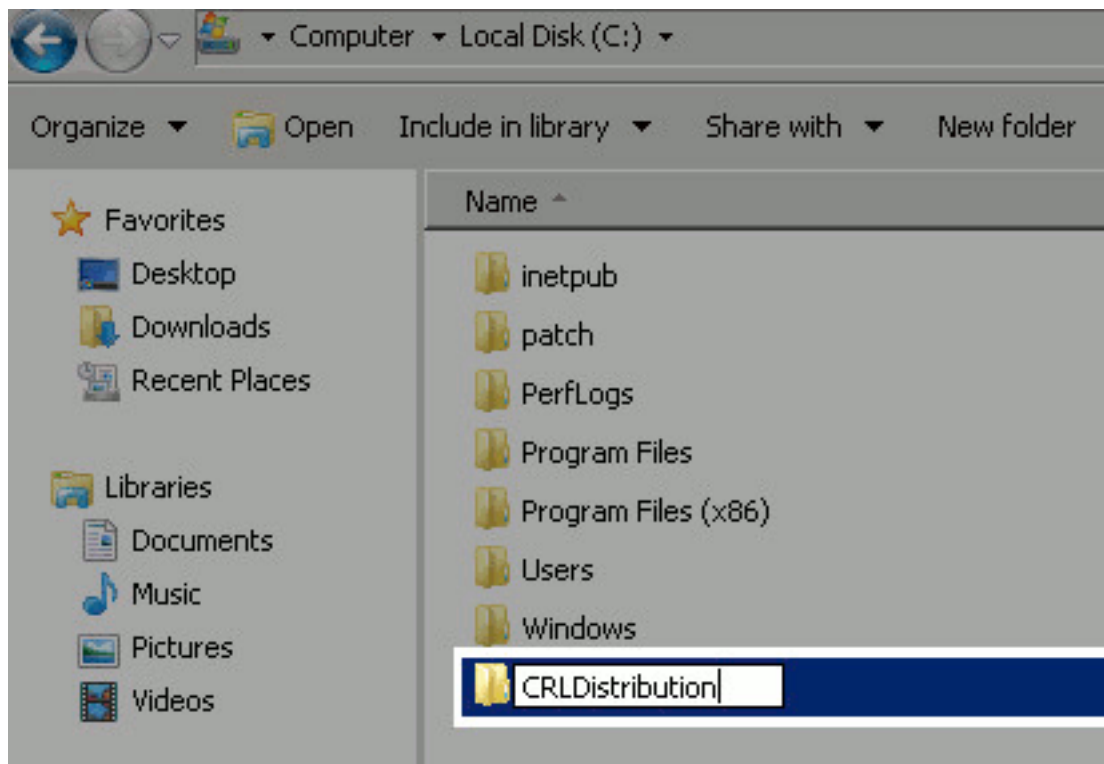 Computer Local Disk (C:)
Organize Open Include in library Share with New folder
Favorites
Desktop
Downloads
Recent Places
Libraries
Documents
Music
Pictures
Videos
Name
inetpub
patch
PerfLogs
Program Files
Program Files (x86)
Users
Windows
CRLDistribution